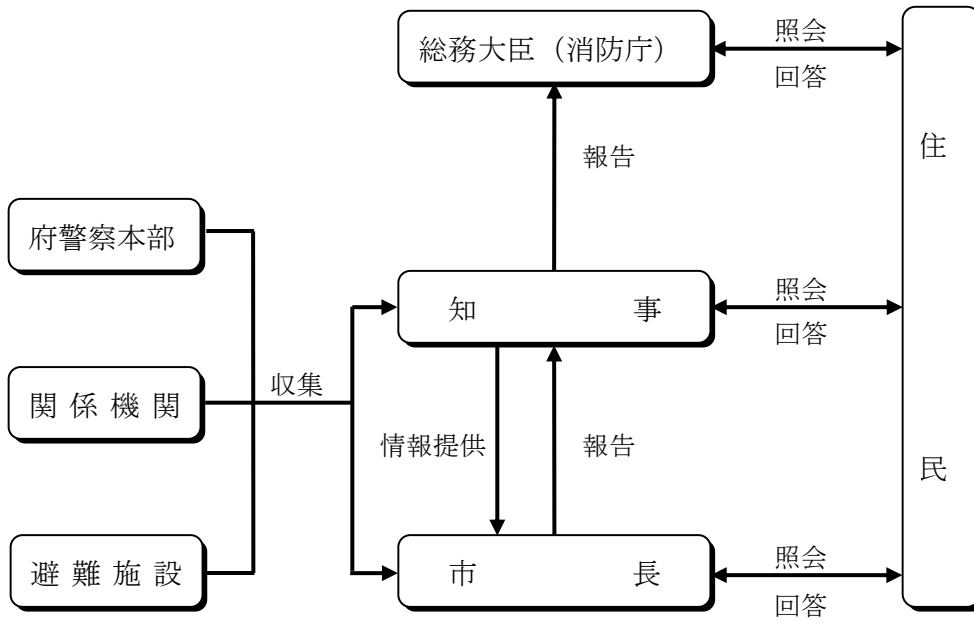 総務大臣（消防庁）
照会
回答
住民
報告
府警察本部
知事
照会
回答
関係機関
収集
情報提供
報告
避難施設
市長
照会
回答